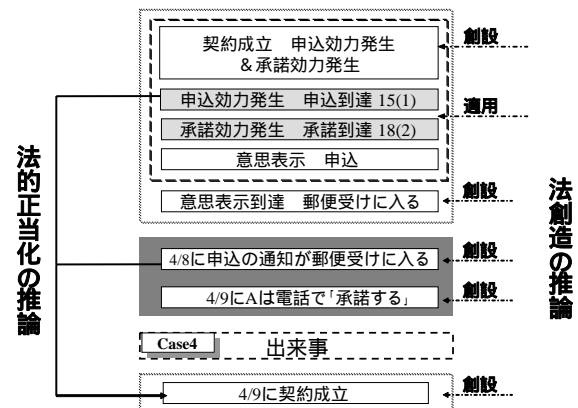 契約成立 申込効力発生
＆承諾効力発生
創設
申込効力発生 申込到達 15(1)
適用
承諾効力発生 承諾到達 18(2)
意思表示 申込
意思表示到達 郵便受けに入る
創設
法的正当化の推論
法創造の推論
4/8に申込の通知が郵便受けに入る
創設
4/9にAは電話で「承諾する」
創設
Case4
出来事
4/9に契約成立
創設